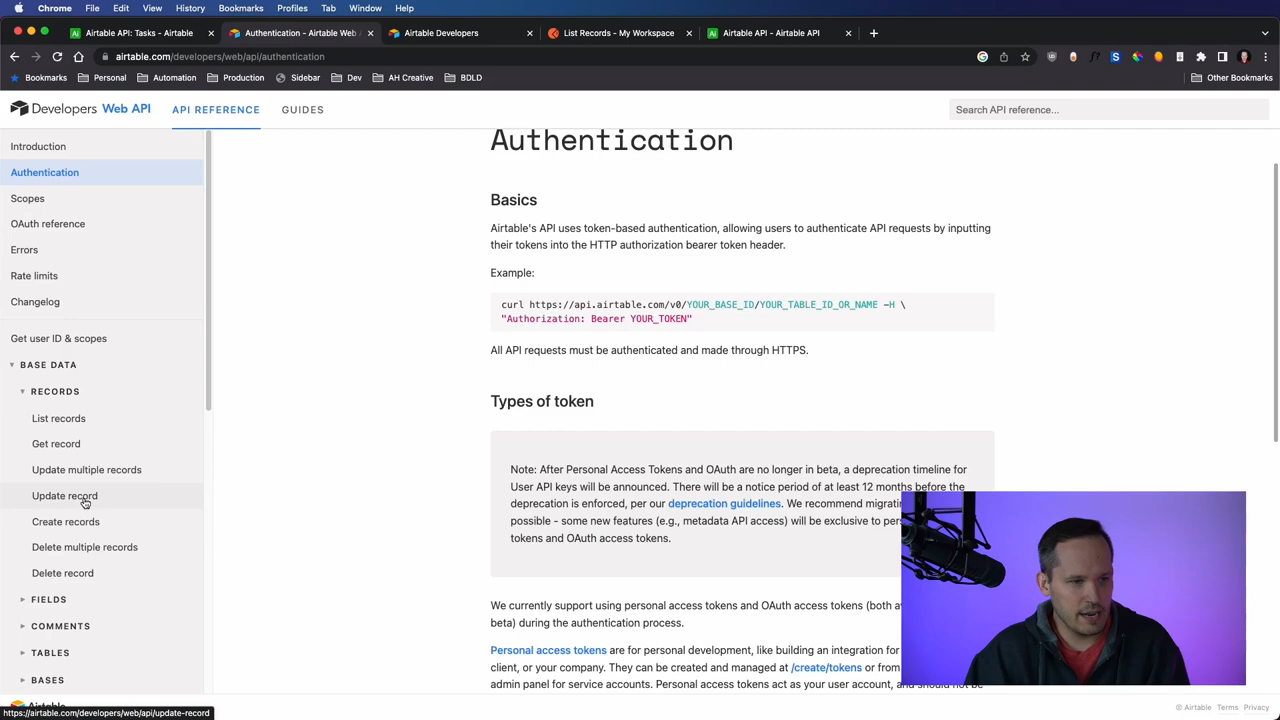 Chrome File Edit View History Bookmarks Profiles Tab Window Help
Airtable API: Tasks - Airtable
Authentication - Airtable Web
Airtable Developers
List Records - My Workspace
Airtable API - Airtable API
airtable.com/developers/web/api/authentication
Bookmarks Personal Automation Production Sidebar Dev AH Creative BDLD Other Bookmarks
Developers Web API API REFERENCE GUIDES Search API reference...
Introduction
Authentication
Scopes
OAuth reference
Errors
Rate limits
Changelog
Get user ID & scopes
BASE DATA
RECORDS
List records
Get record
Update multiple records
Update record
Create records
Delete multiple records
Delete record
FIELDS
COMMENTS
TABLES
BASES
Authentication
Basics
Airtable's API uses token-based authentication, allowing users to authenticate API requests by inputting
their tokens into the HTTP authorization bearer token header.
Example:
curl https://api.airtable.com/v0/YOUR_BASE_ID/YOUR_TABLE_ID_OR_NAME -H \
"Authorization: Bearer YOUR_TOKEN"
All API requests must be authenticated and made through HTTPS.
Types of token
Note: After Personal Access Tokens and OAuth are no longer in beta, a deprecation timeline for
User API keys will be announced. There will be a notice period of at least 12 months before the
deprecation is enforced, per our deprecation guidelines. We recommend
possible - some new features (e.g., metadata API access) will be exclusive to
tokens and OAuth access tokens.
We currently support using personal access tokens and OAuth access tokens (both
beta) during the authentication process.
Personal access tokens are for personal development, like building an integration for
client, or your company. They can be created and managed at /create/tokens or from
admin panel for service accounts. Personal access tokens act as your user account, and should not be
https://airtable.com/developers/web/api/update-record
© Airtable Terms Privacy